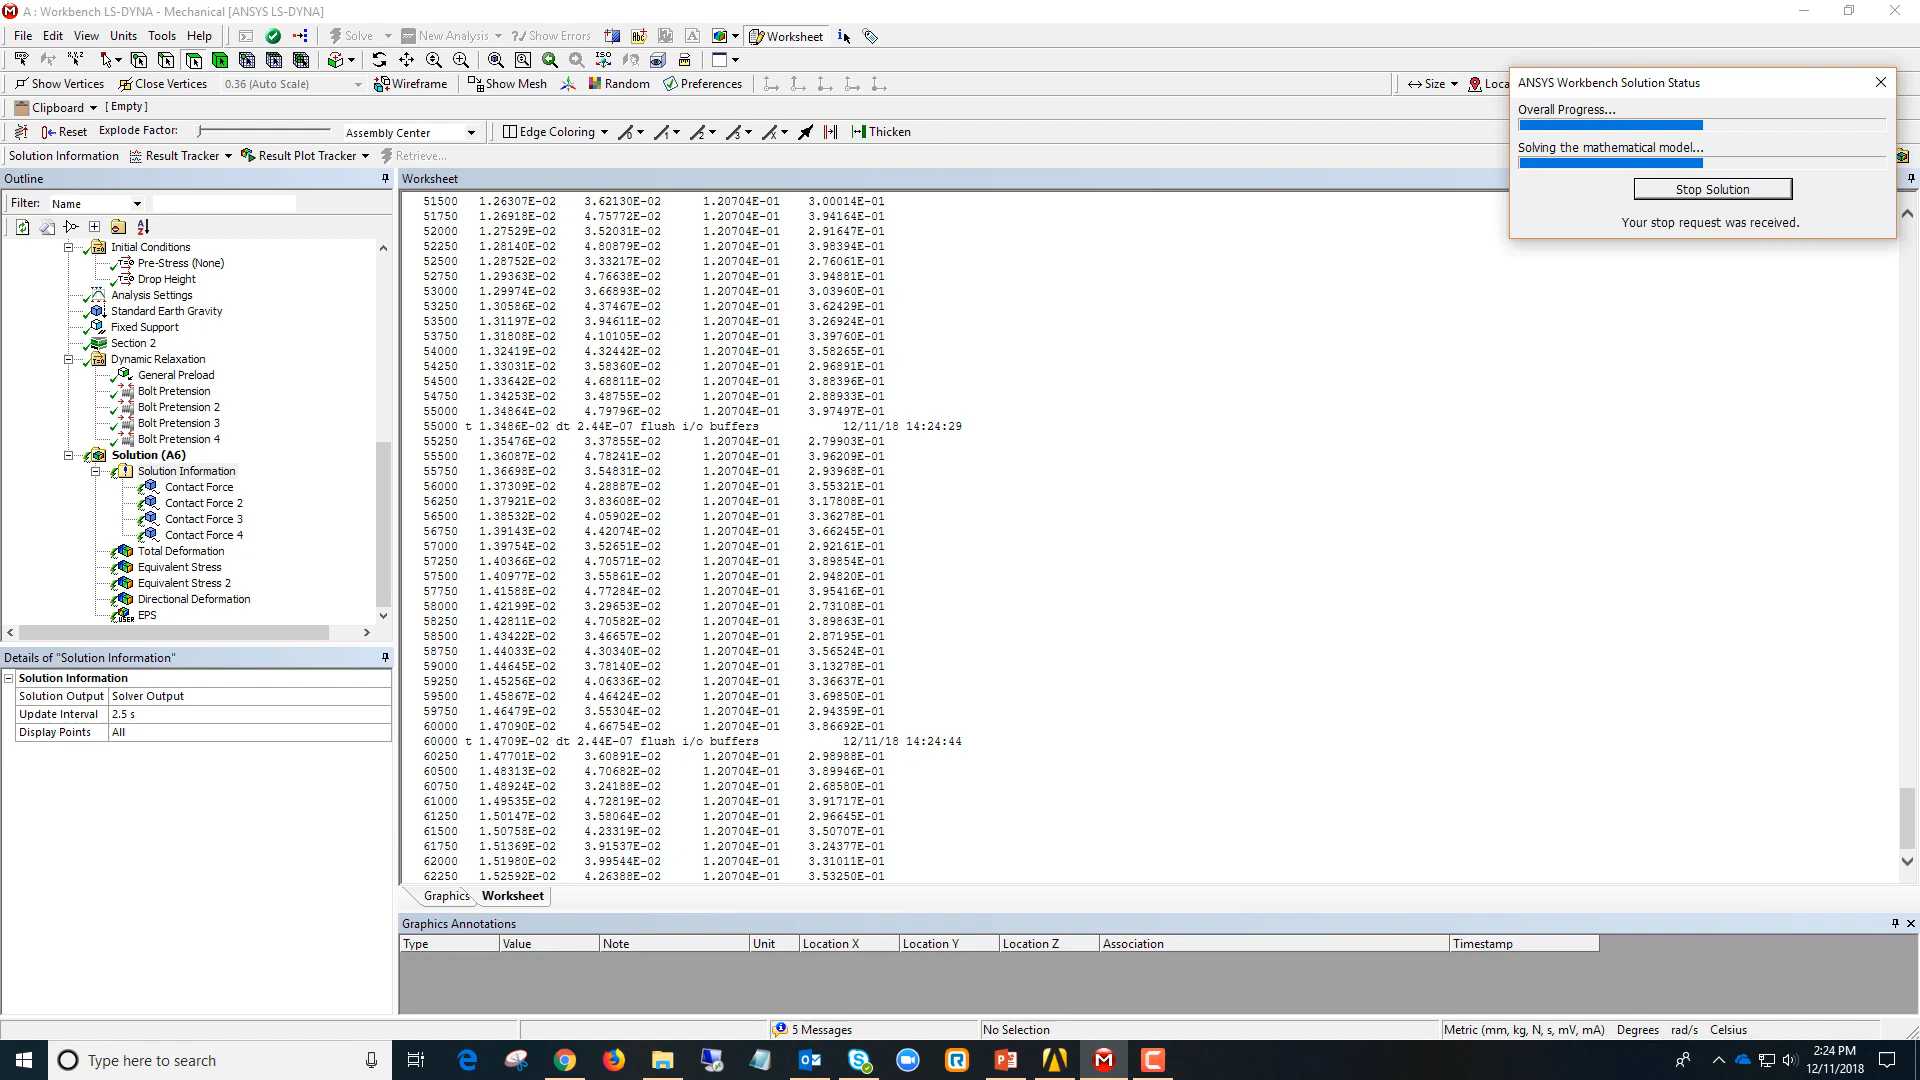 A : Workbench LS-DYNA - Mechanical [ANSYS LS-DYNA]
File Edit View Units Tools Help Solve New Analysis Show Errors Worksheet
Show Vertices Close Vertices 0.36 (Auto Scale) Wireframe Show Mesh Random Preferences Size Loca
Clipboard [ Empty ]
Reset Explode Factor: Assembly Center Edge Coloring Thicken
Solution Information Result Tracker Result Plot Tracker Retrieve...
ANSYS Workbench Solution Status
Overall Progress...
Solving the mathematical model...
Stop Solution
Your stop request was received.
Outline
Filter: Name
Initial Conditions
Pre-Stress (None)
Drop Height
Analysis Settings
Standard Earth Gravity
Fixed Support
Section 2
Dynamic Relaxation
General Preload
Bolt Pretension
Bolt Pretension 2
Bolt Pretension 3
Bolt Pretension 4
Solution (A6)
Solution Information
Contact Force
Contact Force 2
Contact Force 3
Contact Force 4
Total Deformation
Equivalent Stress
Equivalent Stress 2
Directional Deformation
EPS
Details of "Solution Information"
Solution Information
Solution Output Solver Output
Update Interval 2.5 s
Display Points All
Worksheet
51500 1.26307E-02 3.62130E-02 1.20704E-01 3.00014E-01
51750 1.26918E-02 4.75772E-02 1.20704E-01 3.94164E-01
52000 1.27529E-02 3.52031E-02 1.20704E-01 2.91647E-01
52250 1.28140E-02 4.80879E-02 1.20704E-01 3.98394E-01
52500 1.28752E-02 3.33217E-02 1.20704E-01 2.76061E-01
52750 1.29363E-02 4.76638E-02 1.20704E-01 3.94881E-01
53000 1.29974E-02 3.66893E-02 1.20704E-01 3.03960E-01
53250 1.30586E-02 4.37467E-02 1.20704E-01 3.62429E-01
53500 1.31197E-02 3.94611E-02 1.20704E-01 3.26924E-01
53750 1.31808E-02 4.10105E-02 1.20704E-01 3.39760E-01
54000 1.32419E-02 4.32442E-02 1.20704E-01 3.58265E-01
54250 1.33031E-02 3.58360E-02 1.20704E-01 2.96891E-01
54500 1.33642E-02 4.68811E-02 1.20704E-01 3.88396E-01
54750 1.34253E-02 3.48755E-02 1.20704E-01 2.88933E-01
55000 1.34864E-02 4.79796E-02 1.20704E-01 3.97497E-01
55000 t 1.3486E-02 dt 2.44E-07 flush i/o buffers 12/11/18 14:24:29
55250 1.35476E-02 3.37855E-02 1.20704E-01 2.79903E-01
55500 1.36087E-02 4.78241E-02 1.20704E-01 3.96209E-01
55750 1.36698E-02 3.54831E-02 1.20704E-01 2.93968E-01
56000 1.37309E-02 4.28887E-02 1.20704E-01 3.55321E-01
56250 1.37921E-02 3.83608E-02 1.20704E-01 3.17808E-01
56500 1.38532E-02 4.05902E-02 1.20704E-01 3.36278E-01
56750 1.39143E-02 4.42074E-02 1.20704E-01 3.66245E-01
57000 1.39754E-02 3.52651E-02 1.20704E-01 2.92161E-01
57250 1.40366E-02 4.70571E-02 1.20704E-01 3.89854E-01
57500 1.40977E-02 3.55861E-02 1.20704E-01 2.94820E-01
57750 1.41588E-02 4.77284E-02 1.20704E-01 3.95416E-01
58000 1.42199E-02 3.29653E-02 1.20704E-01 2.73108E-01
58250 1.42811E-02 4.70582E-02 1.20704E-01 3.89863E-01
58500 1.43422E-02 3.46657E-02 1.20704E-01 2.87195E-01
58750 1.44033E-02 4.30340E-02 1.20704E-01 3.56524E-01
59000 1.44645E-02 3.78140E-02 1.20704E-01 3.13278E-01
59250 1.45256E-02 4.06336E-02 1.20704E-01 3.36637E-01
59500 1.45867E-02 4.46424E-02 1.20704E-01 3.69850E-01
59750 1.46479E-02 3.55304E-02 1.20704E-01 2.94359E-01
60000 1.47090E-02 4.66754E-02 1.20704E-01 3.86692E-01
60000 t 1.4709E-02 dt 2.44E-07 flush i/o buffers 12/11/18 14:24:44
60250 1.47701E-02 3.60891E-02 1.20704E-01 2.98988E-01
60500 1.48313E-02 4.70682E-02 1.20704E-01 3.89946E-01
60750 1.48924E-02 3.24188E-02 1.20704E-01 2.68580E-01
61000 1.49535E-02 4.72819E-02 1.20704E-01 3.91717E-01
61250 1.50147E-02 3.58064E-02 1.20704E-01 2.96645E-01
61500 1.50758E-02 4.23319E-02 1.20704E-01 3.50707E-01
61750 1.51369E-02 3.91537E-02 1.20704E-01 3.24377E-01
62000 1.51980E-02 3.99544E-02 1.20704E-01 3.31011E-01
62250 1.52592E-02 4.26388E-02 1.20704E-01 3.53250E-01
Graphics Worksheet
Graphics Annotations
Type Value Note Unit Location X Location Y Location Z Association Timestamp
5 Messages No Selection Metric (mm, kg, N, s, mV, mA) Degrees rad/s Celsius
Type here to search
2:24 PM
12/11/2018